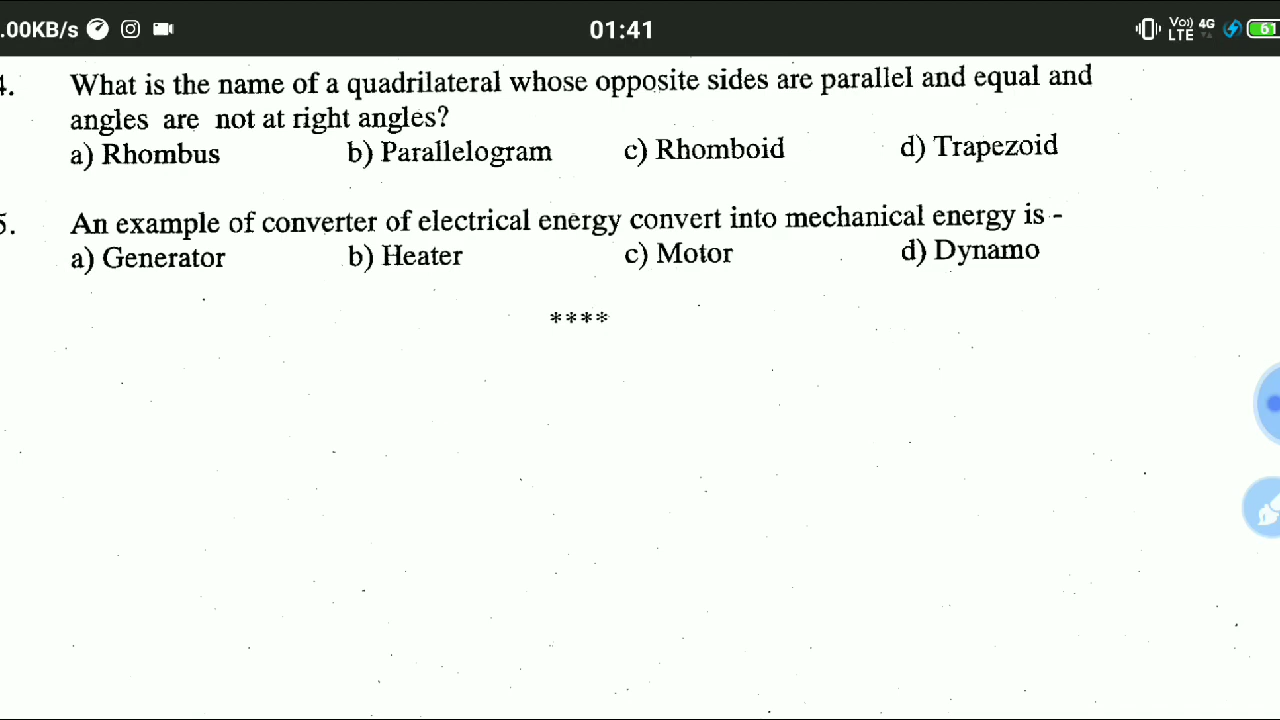 .00KB/s 01:41 Vo)) LTE 4G 61
4. What is the name of a quadrilateral whose opposite sides are parallel and equal and
angles are not at right angles?
a) Rhombus b) Parallelogram c) Rhomboid d) Trapezoid
5. An example of converter of electrical energy convert into mechanical energy is -
a) Generator b) Heater c) Motor d) Dynamo
****